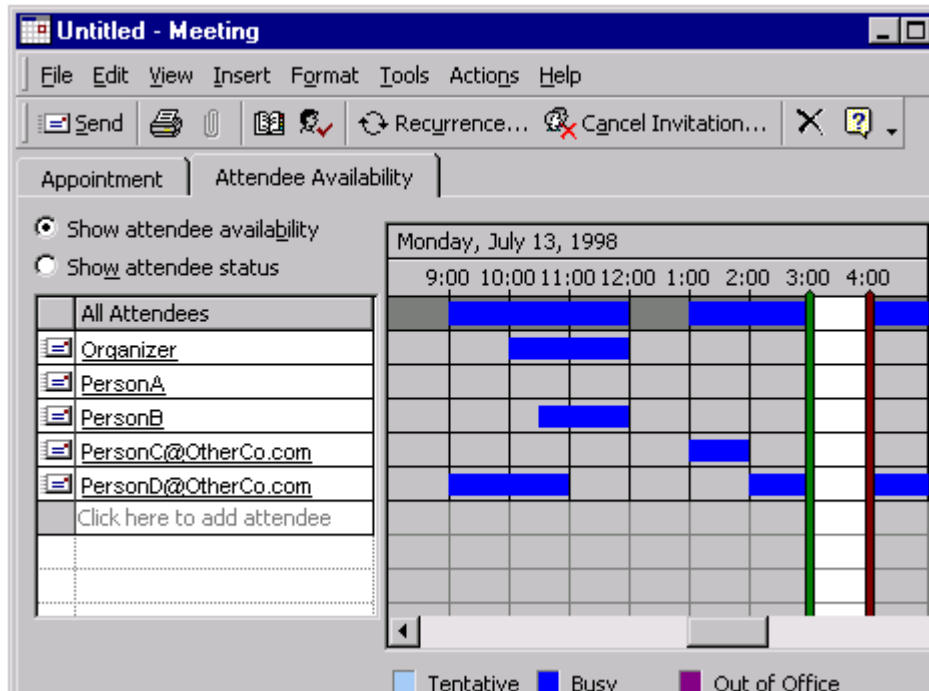 Untitled - Meeting
File Edit View Insert Format Tools Actions Help
Send Recurrence... Cancel Invitation...
Appointment Attendee Availability
Show attendee availability
Show attendee status
Monday, July 13, 1998
9:00 10:00 11:00 12:00 1:00 2:00 3:00 4:00
All Attendees
Organizer
PersonA
PersonB
PersonC@OtherCo.com
PersonD@OtherCo.com
Click here to add attendee
Tentative Busy Out of Office